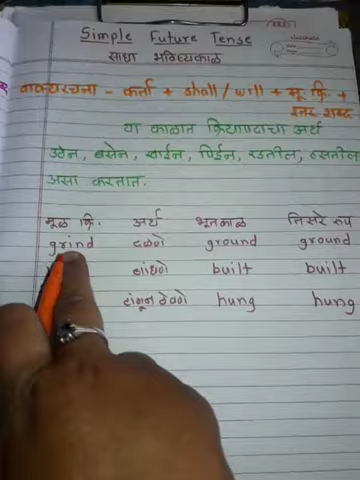 Simple Future Tense
साधा भविष्यकाळ
वाक्यरचना - कर्ता + shall / will + मू. क्रि. +
इतर शब्द
या काळात क्रियापदाचा अर्थ
उठेन, बसेन, खाईन, पिईन, रडतील, हसतील
असा करतात.
मूळ क्रि. अर्थ भूतकाळ तिसरे रुप
grind दळणे ground ground
बांधणे built built
टांगून ठेवणे hung hung